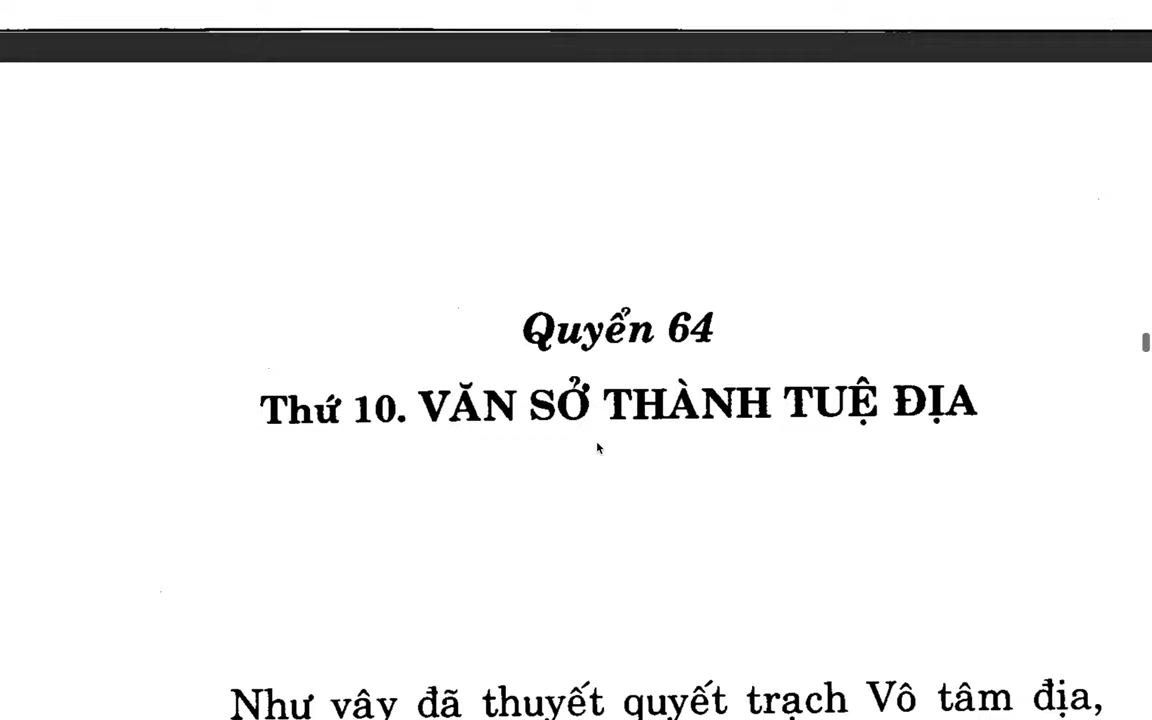 Quyển 64
Thứ 10. VĂN SỞ THÀNH TUỆ ĐỊA
Như vậy đã thuyết quyết trạch Vô tâm địa,